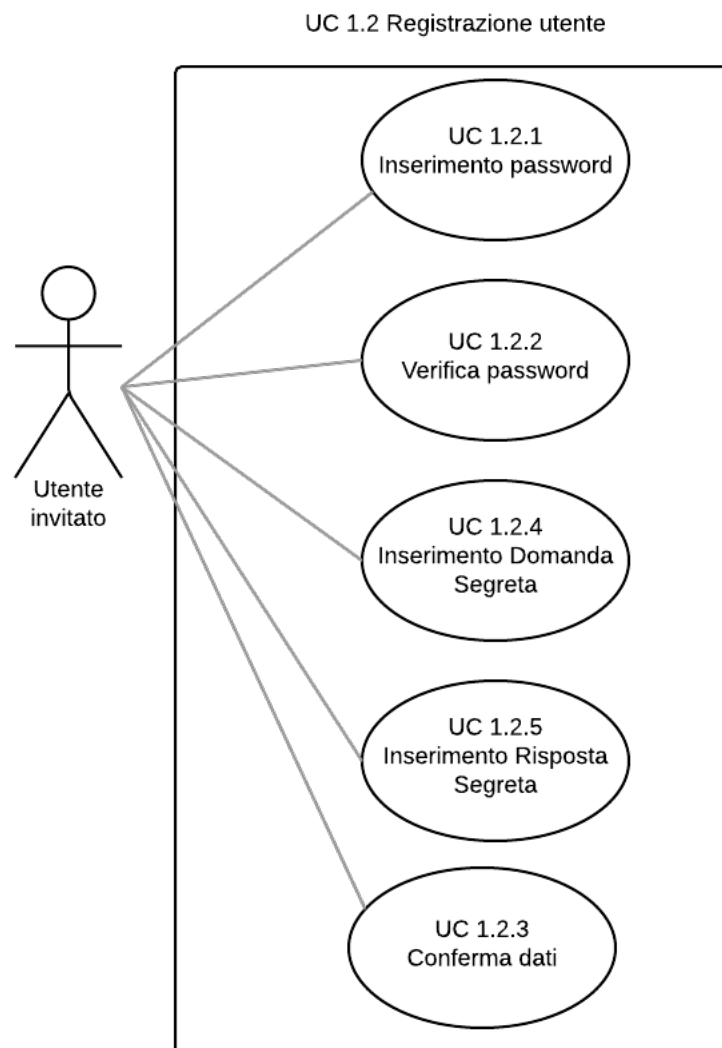 UC 1.2 Registrazione utente
UC 1.2.1
Inserimento password
UC 1.2.2
Verifica password
Utente
invitato
UC 1.2.4
Inserimento Domanda
Segreta
UC 1.2.5
Inserimento Risposta
Segreta
UC 1.2.3
Conferma dati